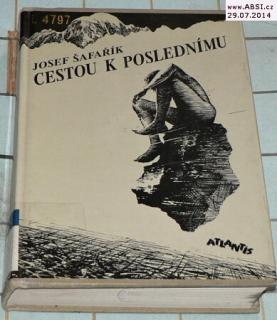 www.ABSI.cz
29.07.2014
4797
JOSEF ŠAFAŘÍK
CESTOU K POSLEDNÍMU
ATLANTIS